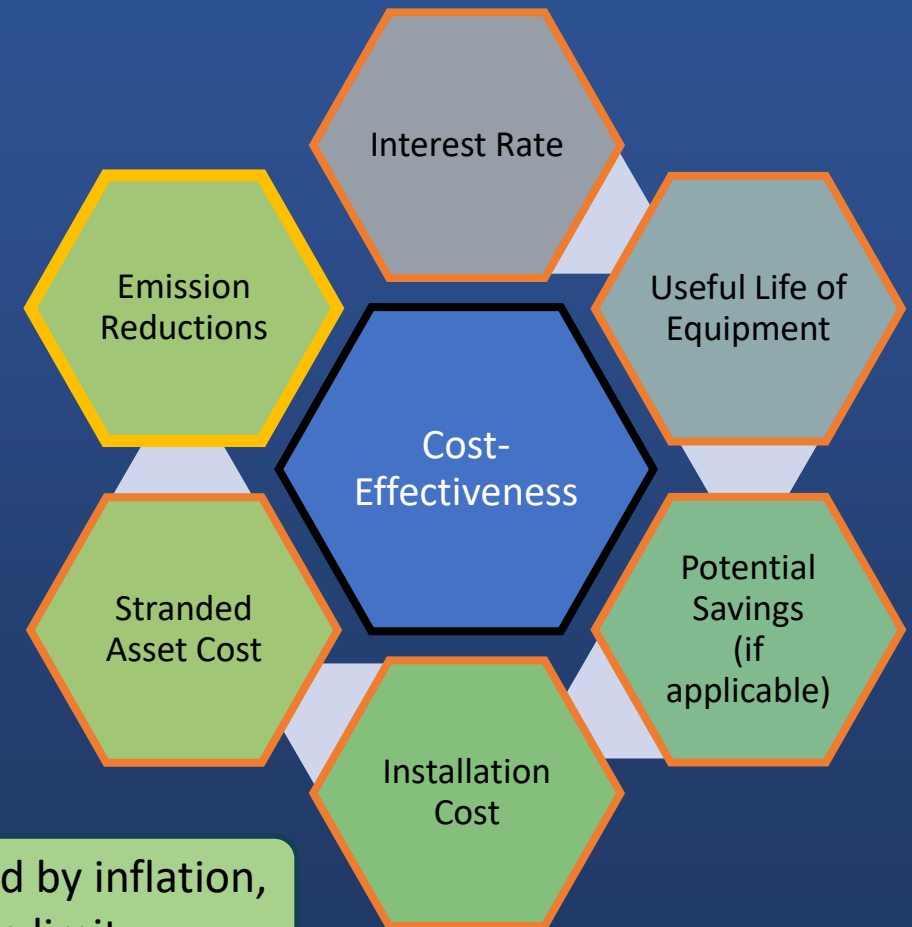 Interest Rate
Emission
Reductions
Useful Life of
Equipment
Cost-
Effectiveness
Stranded
Asset Cost
Potential
Savings
(if
applicable)
Installation
Cost
by inflation,
limit